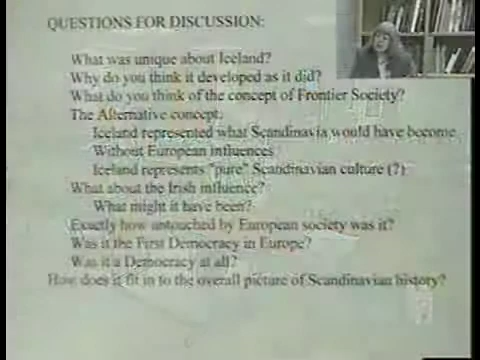 QUESTIONS FOR DISCUSSION:
What was unique about Iceland?
Why do you think it developed as it did?
What do you think of the concept of Frontier Society?
The Alternative concept:
Iceland represented what Scandinavia would have become
Without European influences
Iceland represents "pure" Scandinavian culture (?)
What about the Irish influence?
What might it have been?
Exactly how untouched by European society was it?
Was it the First Democracy in Europe?
Was it a Democracy at all?
How does it fit in to the overall picture of Scandinavian history?